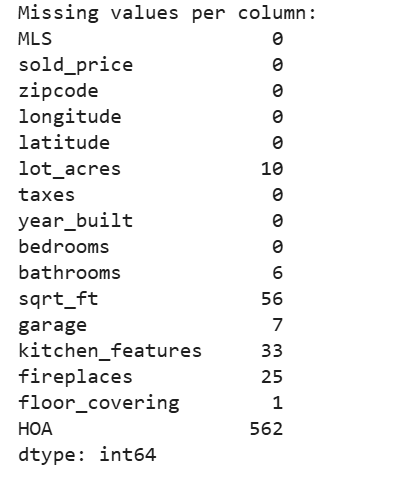 Missing values per column:
MLS                   0
sold_price            0
zipcode               0
longitude             0
latitude              0
lot_acres            10
taxes                 0
year_built            0
bedrooms              0
bathrooms             6
sqrt_ft              56
garage                7
kitchen_features     33
fireplaces           25
floor_covering        1
HOA                 562
dtype: int64